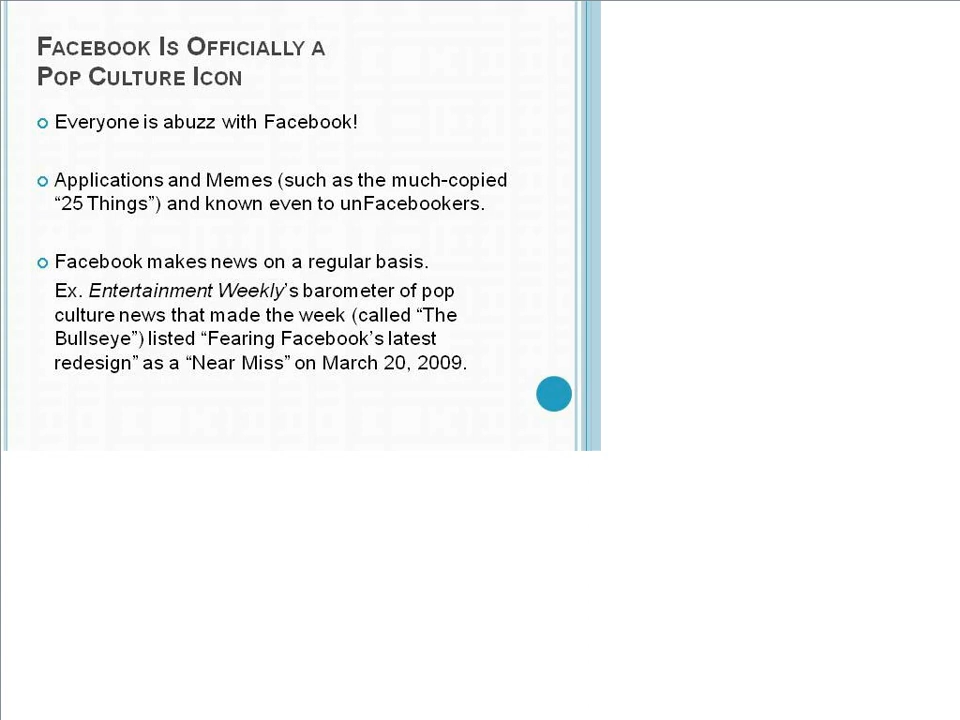 Facebook Is Officially a
Pop Culture Icon
Everyone is abuzz with Facebook!
Applications and Memes (such as the much-copied
“25 Things”) and known even to unFacebookers.
Facebook makes news on a regular basis.
Ex. Entertainment Weekly’s barometer of pop
culture news that made the week (called “The
Bullseye”) listed “Fearing Facebook’s latest
redesign” as a “Near Miss” on March 20, 2009.